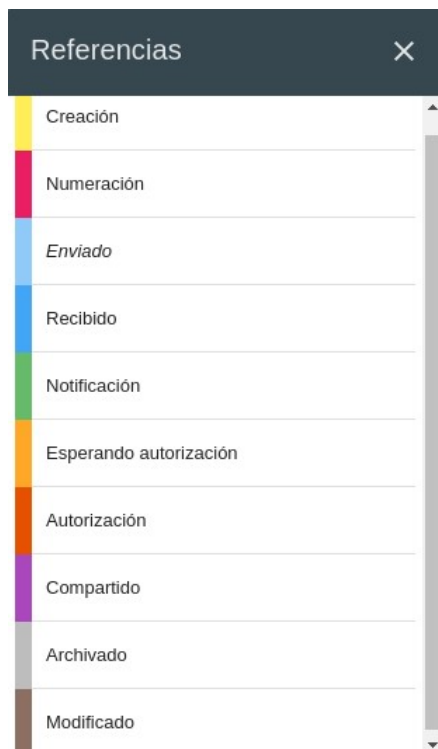 Referencias
Creación
Numeración
Enviado
Recibido
Notificación
Esperando autorización
Autorización
Compartido
Archivado
Modificado